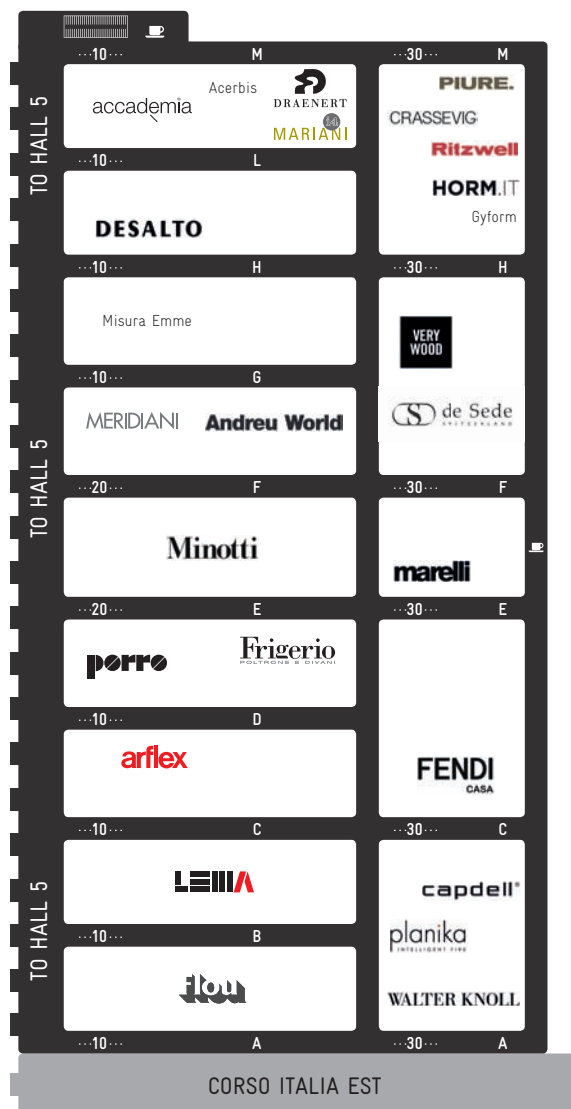 ···10··· M ···30··· M
accademia
Acerbis
DRAENERT
MARIANI
PIURE.
CRASSEVIG
Ritzwell
HORM.IT
Gyform
TO HALL 5
···10··· L
DESALTO
···10··· H ···30··· H
Misura Emme
VERY
WOOD
···10··· G
MERIDIANI Andreu World
S de Sede
SWITZERLAND
TO HALL 5
···20··· F ···30··· F
Minotti
marelli
···20··· E ···30··· E
porro
Frigerio
POLTRONE E DIVANI
···10··· D
arflex
FENDI
CASA
···10··· C ···30··· C
LEMA
capdell
planika
INTELLIGENT FIRE
TO HALL 5
···10··· B
flou
WALTER KNOLL
···10··· A ···30··· A
CORSO ITALIA EST